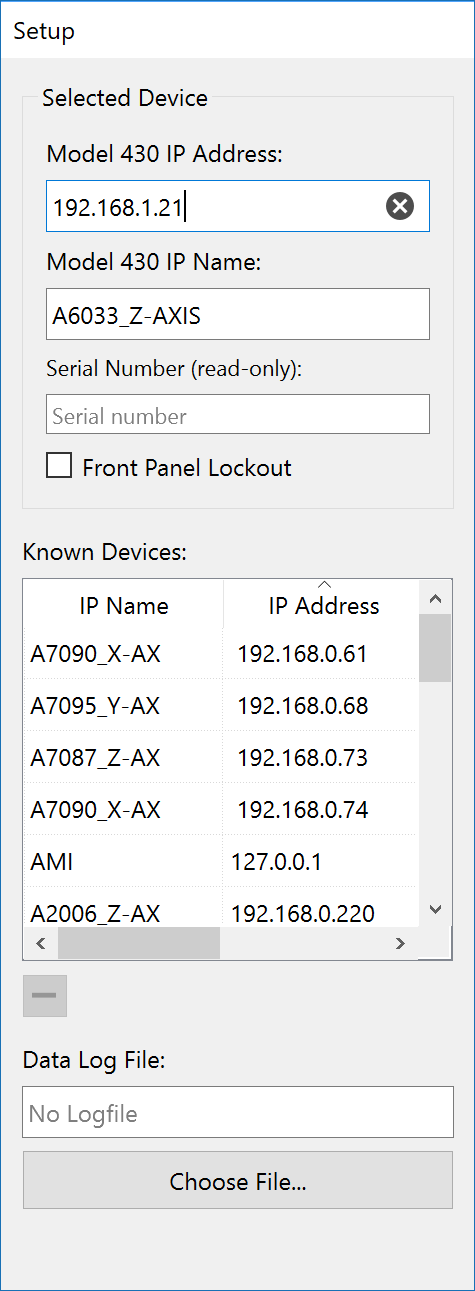 Setup
Selected Device
Model 430 IP Address:
192.168.1.21
Model 430 IP Name:
A6033_Z-AXIS
Serial Number (read-only):
Serial number
Front Panel Lockout
Known Devices:
IP Name IP Address
A7090_X-AX 192.168.0.61
A7095_Y-AX 192.168.0.68
A7087_Z-AX 192.168.0.73
A7090_X-AX 192.168.0.74
AMI 127.0.0.1
A2006_Z-AX 192.168.0.220
Data Log File:
No Logfile
Choose File...